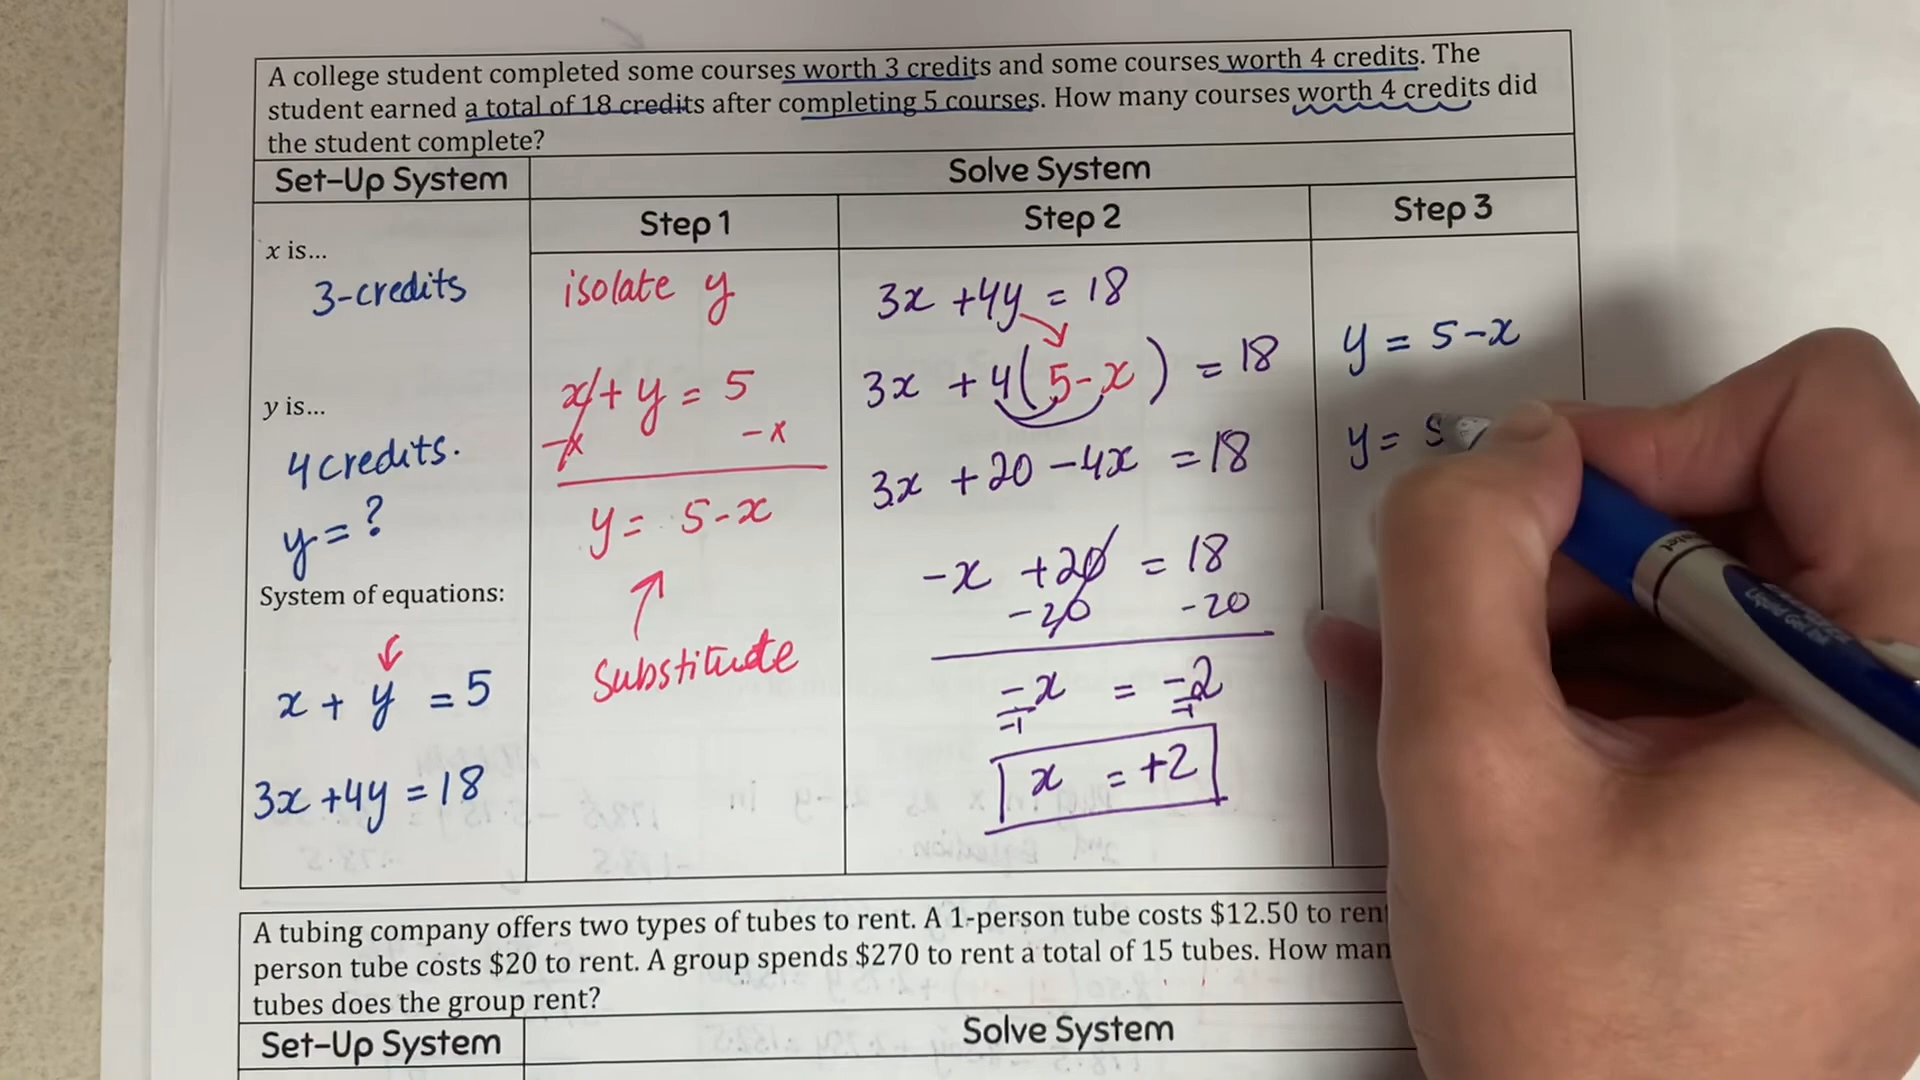 A college student completed some courses worth 3 credits and some courses worth 4 credits. The
student earned a total of 18 credits after completing 5 courses. How many courses worth 4 credits did
the student complete?
Set-Up System
Solve System
Step 1
Step 2
Step 3
x is...
3-credits
y is...
4 credits.
y = ?
System of equations:
x + y = 5
3x + 4y = 18
isolate y
x + y = 5
-x -x
y = 5-x
Substitute
3x + 4y = 18
3x + 4(5-x) = 18
3x + 20 - 4x = 18
-x + 20 = 18
-20 -20
-x = -2
-1 -1
x = +2
y = 5-x
y = 5
A tubing company offers two types of tubes to rent. A 1-person tube costs $12.50 to ren
person tube costs $20 to rent. A group spends $270 to rent a total of 15 tubes. How man
tubes does the group rent?
Set-Up System
Solve System